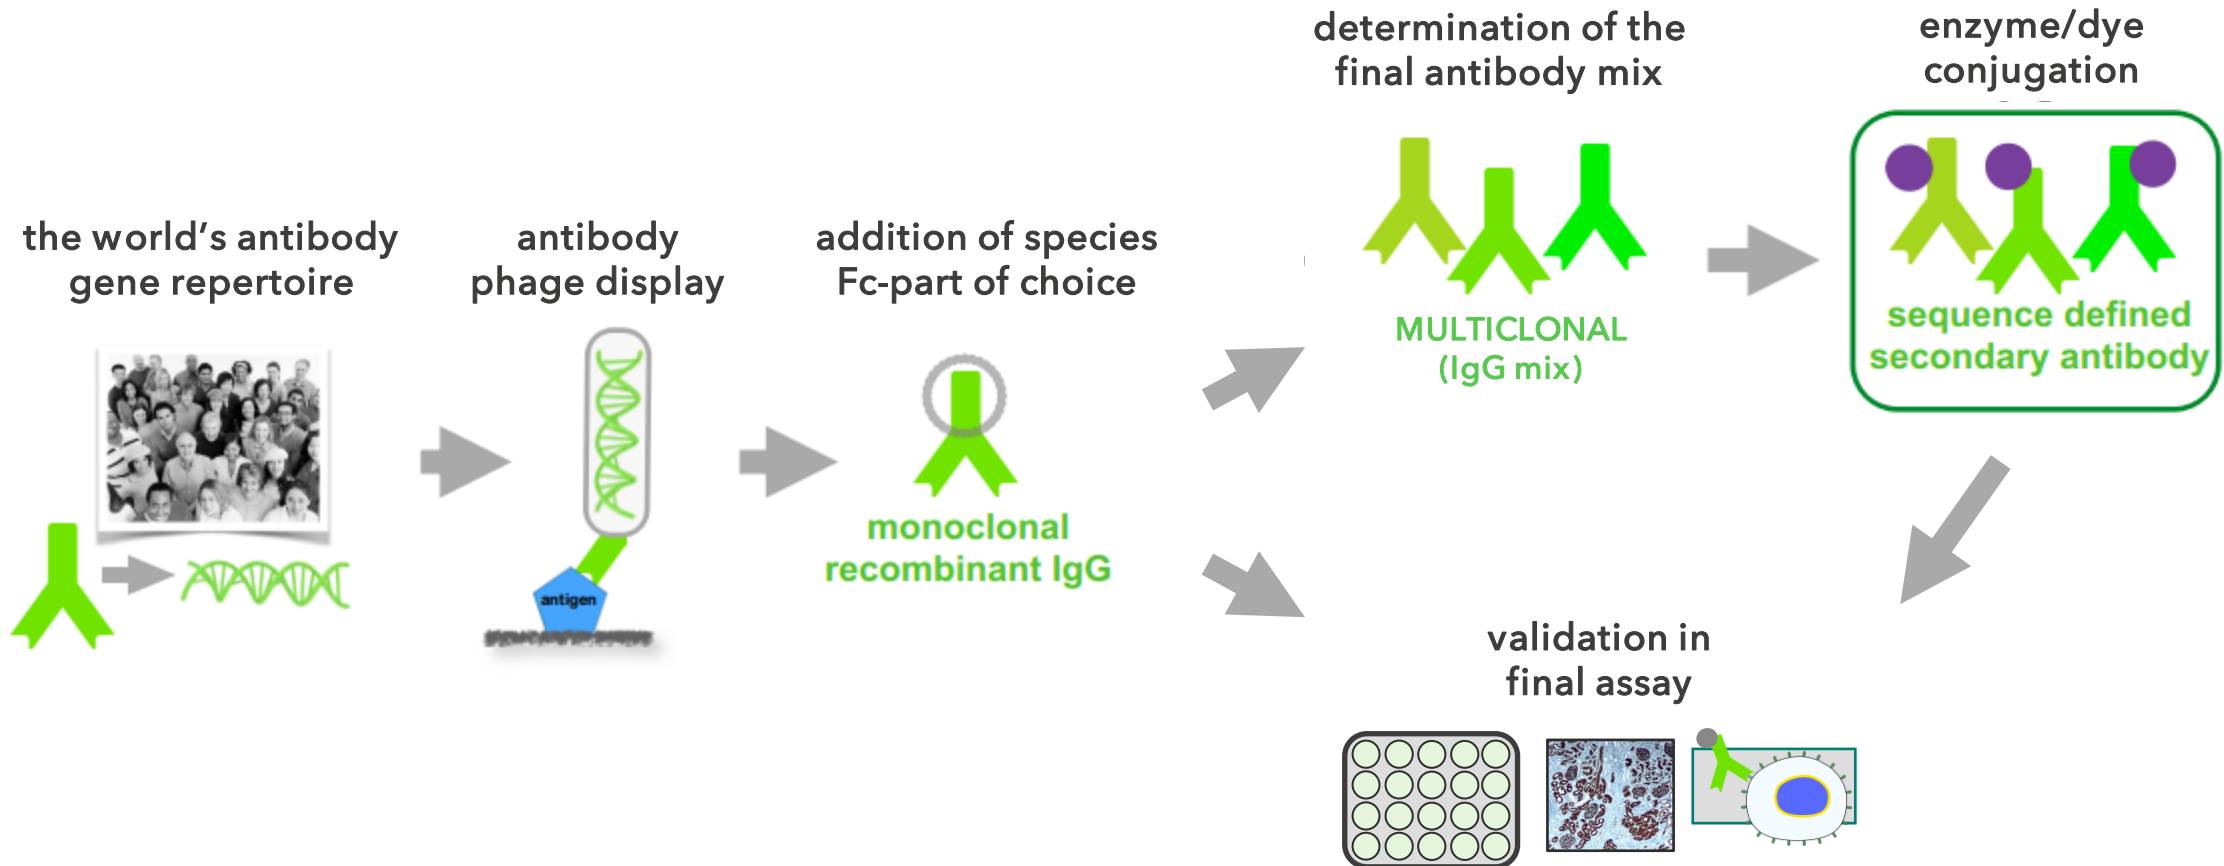 the world's antibody
gene repertoire
antibody
phage display
antigen
addition of species
Fc-part of choice
monoclonal
recombinant IgG
determination of the
final antibody mix
MULTICLONAL
(IgG mix)
enzyme/dye
conjugation
sequence defined
secondary antibody
validation in
final assay